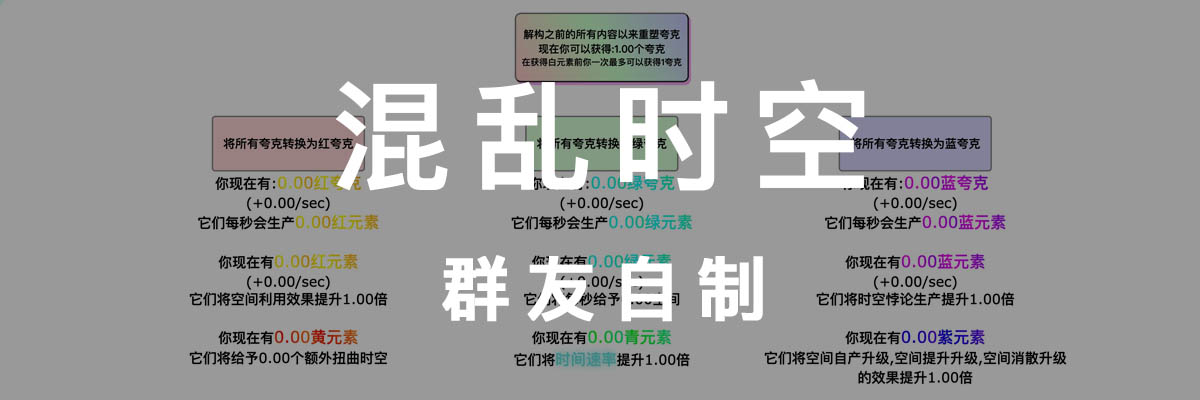 解构之前的所有内容以来重塑夸克
现在你可以获得:1.00个夸克
在获得白元素前你一次最多可以获得1夸克
混乱时空
将所有夸克转换为红夸克
将所有夸克转换 绿夸克
将所有夸克转换为蓝夸克
你现在有:0.00红夸克
你现在有:0.00绿夸克
你现在有:0.00蓝夸克
(+0.00/sec)
(+0.00/sec)
(+0.00/sec)
它们每秒会生产0.00红元素
它们每秒会生产0.00绿元素
它们每秒会生产0.00蓝元素
群友自制
你现在有0.00红元素
你现在有0.00绿元素
你现在有0.00蓝元素
(+0.00/sec)
(+0.00/sec)
(+0.00/sec)
它们将空间利用效果提升1.00倍
它们将 秒给予 .00空间
它们将时空悖论生产提升1.00倍
你现在有0.00黄元素
你现在有0.00青元素
你现在有0.00紫元素
它们将给予0.00个额外扭曲时空
它们将时间速率提升1.00倍
它们将空间自产升级,空间提升升级,空间消散升级
的效果提升1.00倍